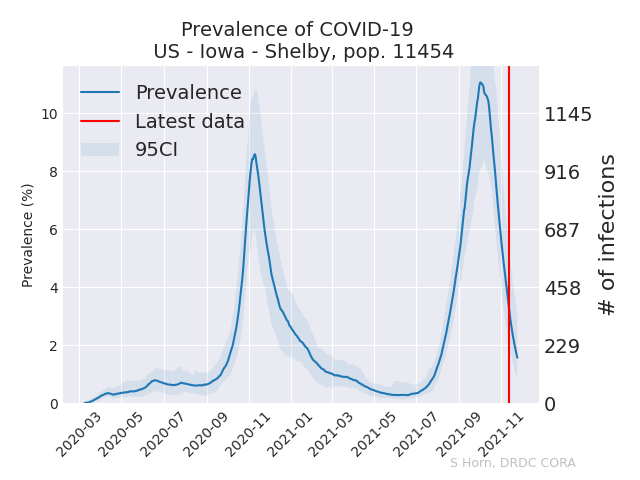 Prevalence of COVID-19
US - Iowa - Shelby, pop. 11454
Prevalence
Latest data
95CI
Prevalence (%)
10
8
6
4
2
0
1145
916
687
458
229
0
# of infections
2020-03
2020-05
2020-07
2020-09
2020-11
2021-01
2021-03
2021-05
2021-07
2021-09
2021-11
S Horn, DRDC CORA